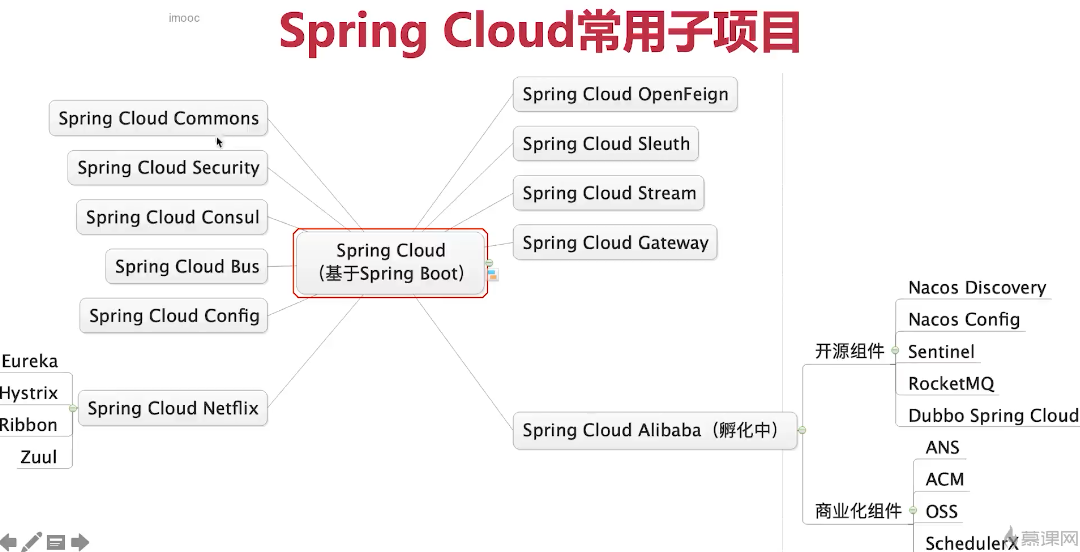 imooc
Spring Cloud常用子项目
Spring Cloud Commons
Spring Cloud Security
Spring Cloud Consul
Spring Cloud Bus
Spring Cloud Config
Spring Cloud Netflix
Eureka
Hystrix
Ribbon
Zuul
Spring Cloud
（基于Spring Boot）
Spring Cloud OpenFeign
Spring Cloud Sleuth
Spring Cloud Stream
Spring Cloud Gateway
Spring Cloud Alibaba（孵化中）
开源组件
Nacos Discovery
Nacos Config
Sentinel
RocketMQ
Dubbo Spring Cloud
商业化组件
ANS
ACM
OSS
SchedulerX
慕课网